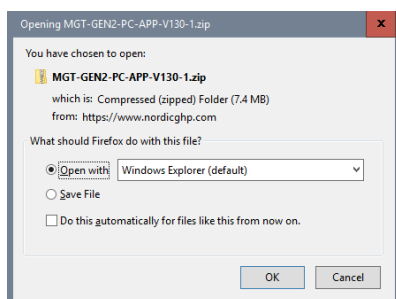 Opening MGT-GEN2-PC-APP-V130-1.zip
x
You have chosen to open:
MGT-GEN2-PC-APP-V130-1.zip
which is: Compressed (zipped) Folder (7.4 MB)
from: https://www.nordicghp.com
What should Firefox do with this file?
Open with Windows Explorer (default)
Save File
Do this automatically for files like this from now on.
OK Cancel